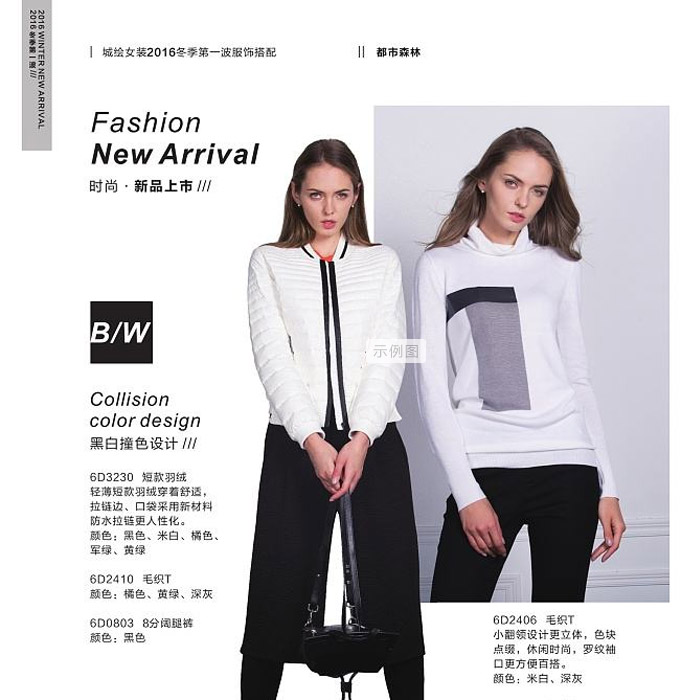 2016 WINTER NEW ARRIVAL
城绘女装2016冬季第一波服饰搭配
都市森林
Fashion
New Arrival
时尚 · 新品上市 ///
B/W
示例图
Collision
color design
黑白撞色设计 ///
6D3230 短款羽绒
轻薄短款羽绒穿着舒适，
拉链边、口袋采用新材料
防水拉链更人性化。
颜色：黑色、米白、橘色、
军绿、黄绿
6D2410 毛织T
颜色：橘色、黄绿、深灰
6D0803 8分阔腿裤
颜色：黑色
6D2406 毛织T
小翻领设计更立体，色块
点缀，休闲时尚，罗纹袖
口更方便百搭。
颜色：米白、深灰